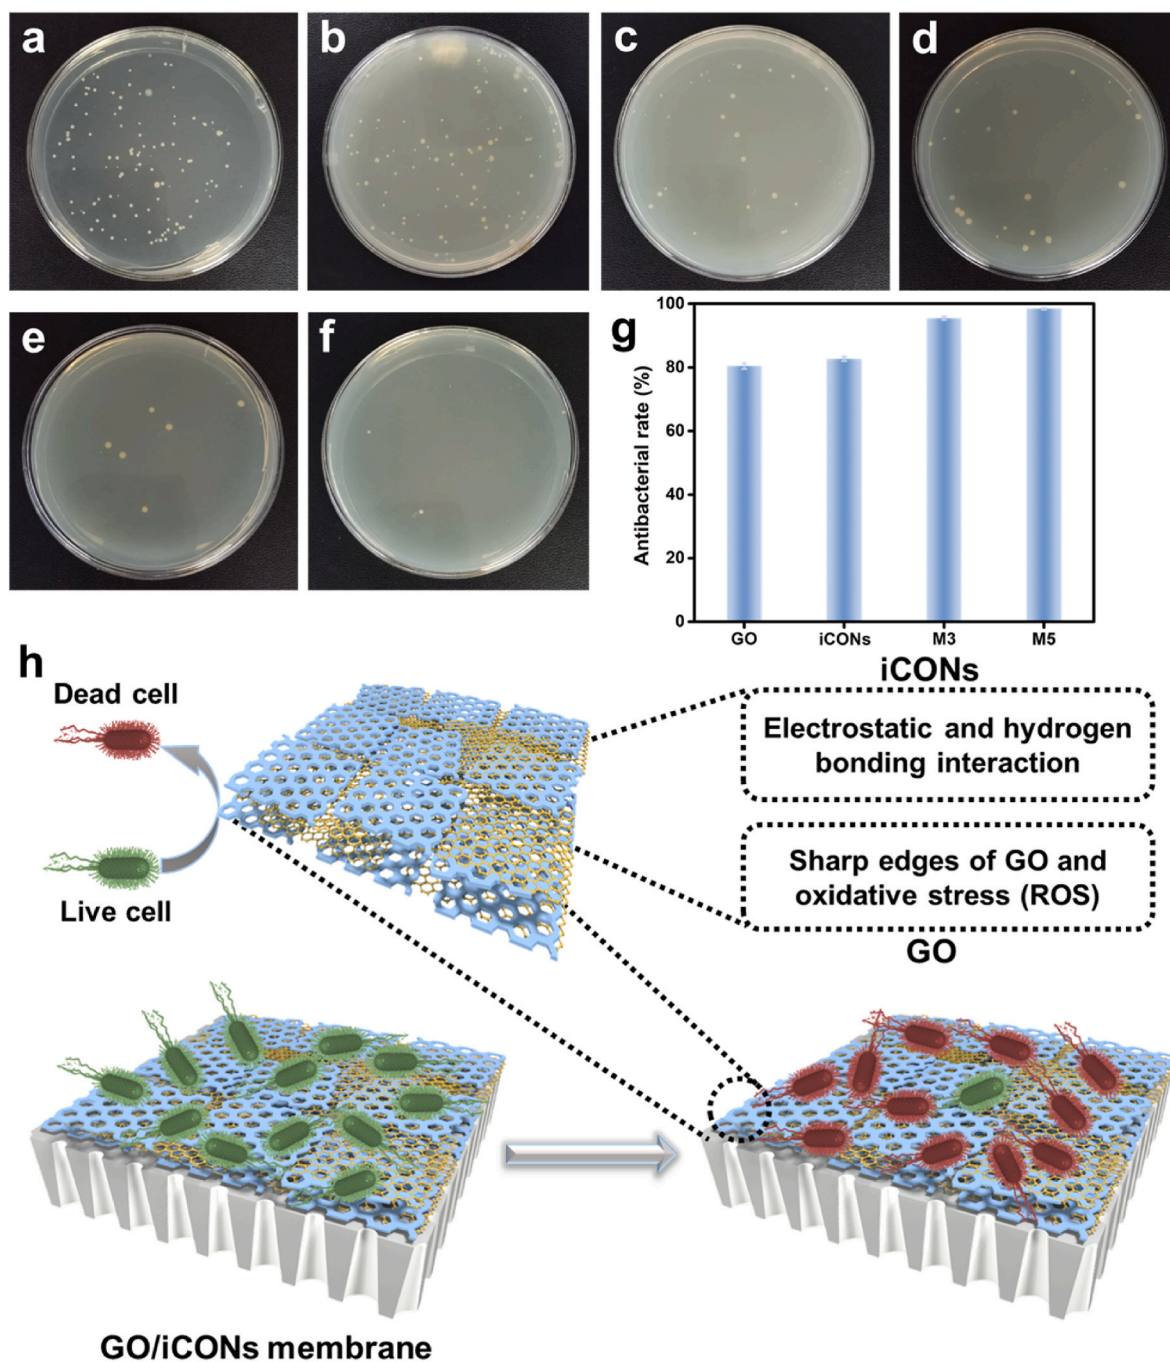 a
b
c
d
e
f
g
100
80
60
40
20
0
Antibacterial rate (%)
GO
iCONs
M3
M5
h
Dead cell
Live cell
iCONs
Electrostatic and hydrogen
bonding interaction
Sharp edges of GO and
oxidative stress (ROS)
GO
GO/iCONs membrane